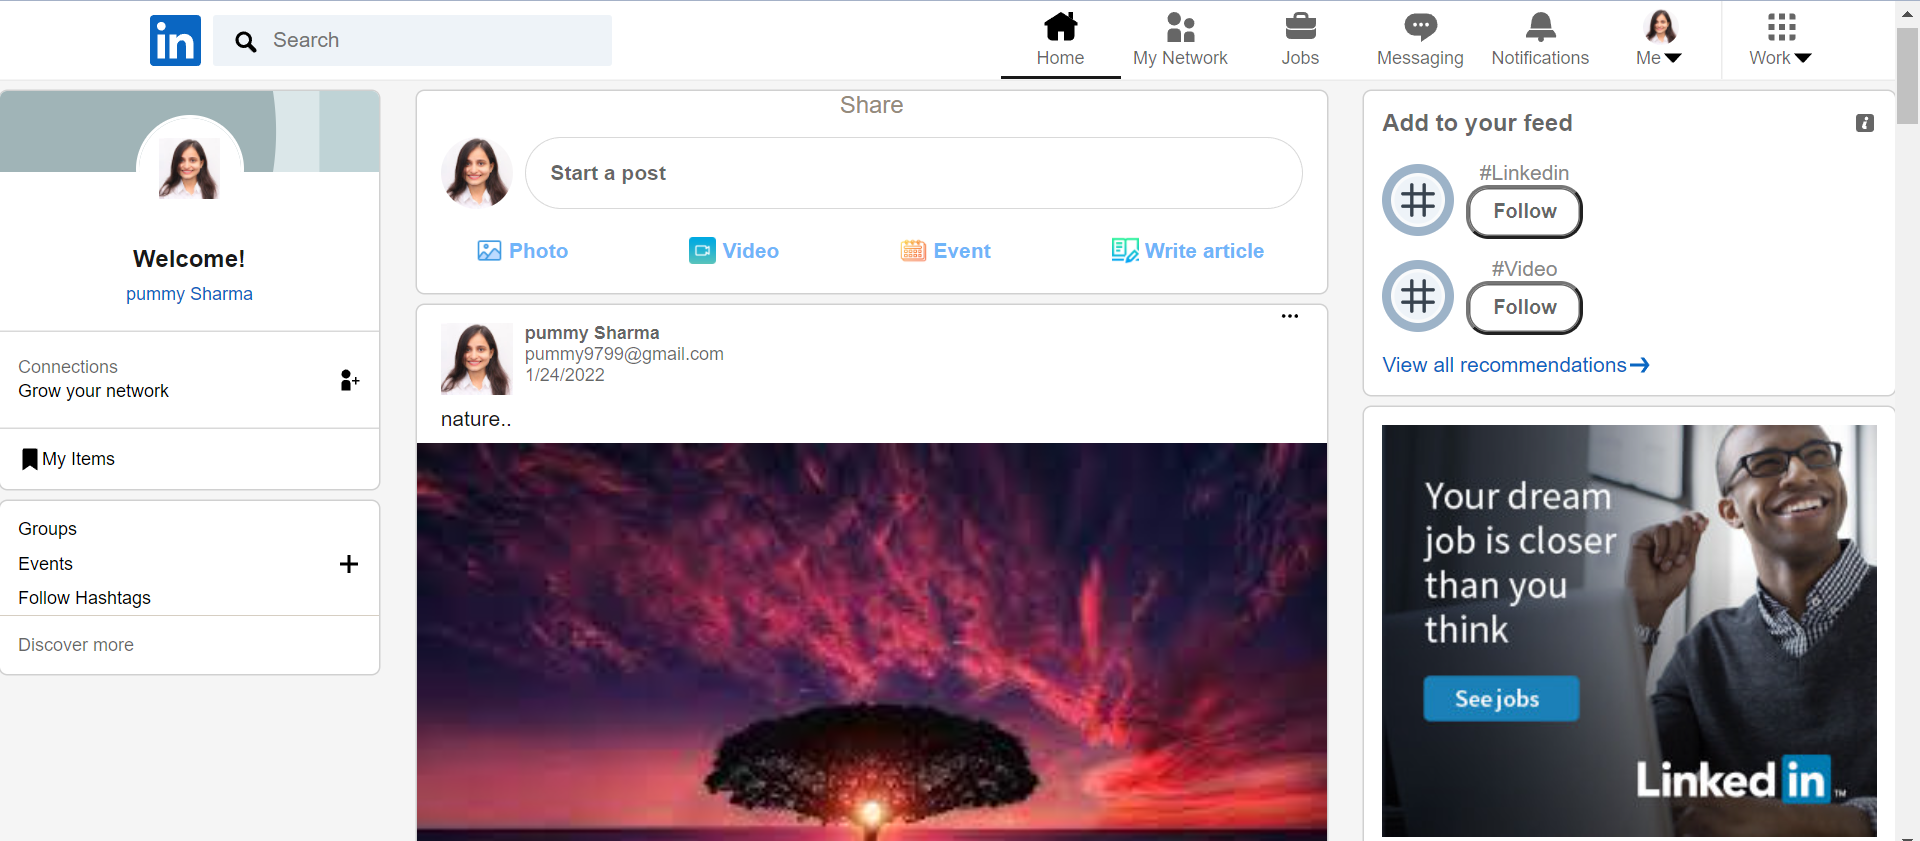 in
Search
Home
My Network
Jobs
Messaging
Notifications
Me
Work
Welcome!
pummy Sharma
Connections
Grow your network
My Items
Groups
Events
Follow Hashtags
Discover more
Share
Start a post
Photo
Video
Event
Write article
pummy Sharma
pummy9799@gmail.com
1/24/2022
nature..
Add to your feed
#Linkedin
Follow
#Video
Follow
View all recommendations
Your dream
job is closer
than you
think
See jobs
Linked in TM